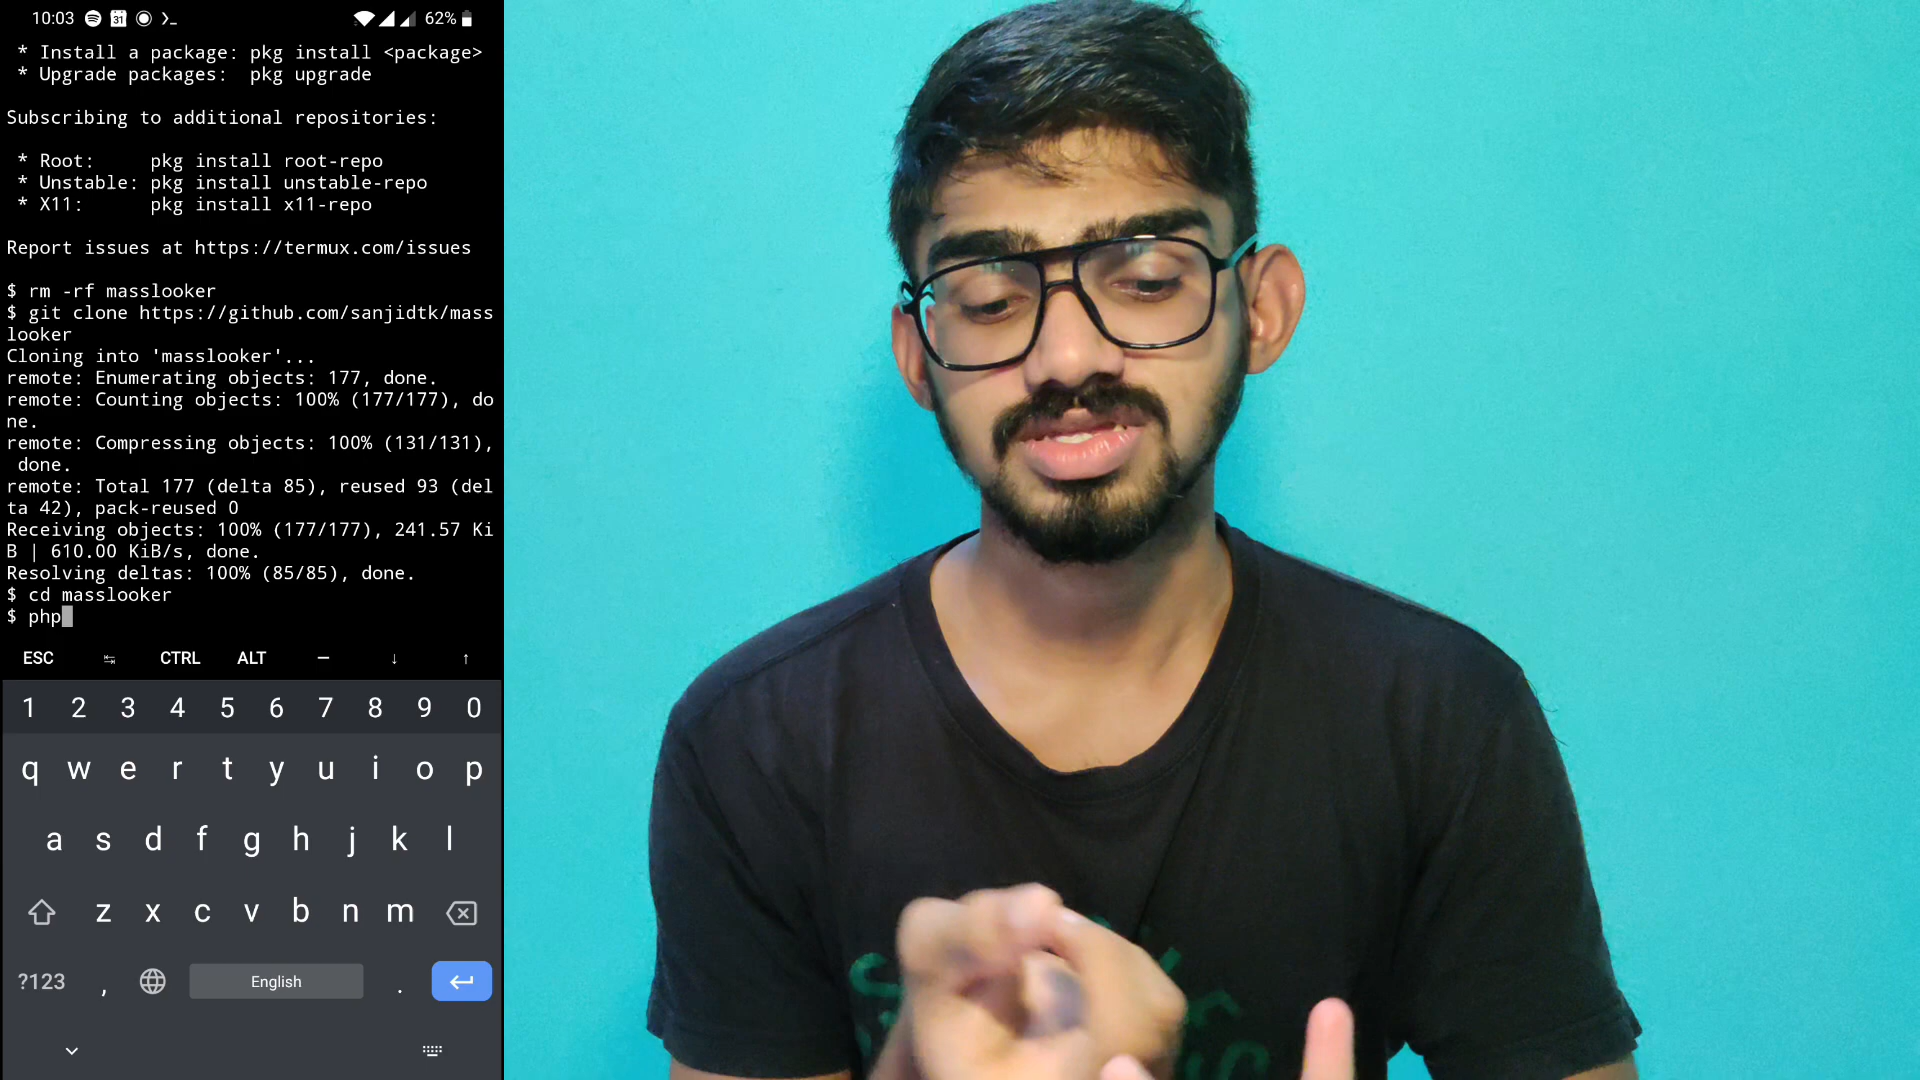 10:03 31 62%
* Install a package: pkg install <package>
* Upgrade packages:  pkg upgrade
Subscribing to additional repositories:
* Root:     pkg install root-repo
* Unstable: pkg install unstable-repo
* X11:      pkg install x11-repo
Report issues at https://termux.com/issues
$ rm -rf masslooker
$ git clone https://github.com/sanjidtk/mass
looker
Cloning into 'masslooker'...
remote: Enumerating objects: 177, done.
remote: Counting objects: 100% (177/177), do
ne.
remote: Compressing objects: 100% (131/131),
done.
remote: Total 177 (delta 85), reused 93 (del
ta 42), pack-reused 0
Receiving objects: 100% (177/177), 241.57 Ki
B | 610.00 KiB/s, done.
Resolving deltas: 100% (85/85), done.
$ cd masslooker
$ php
ESC CTRL ALT — ↓ ↑
1 2 3 4 5 6 7 8 9 0
q w e r t y u i o p
a s d f g h j k l
z x c v b n m
?123 , English .